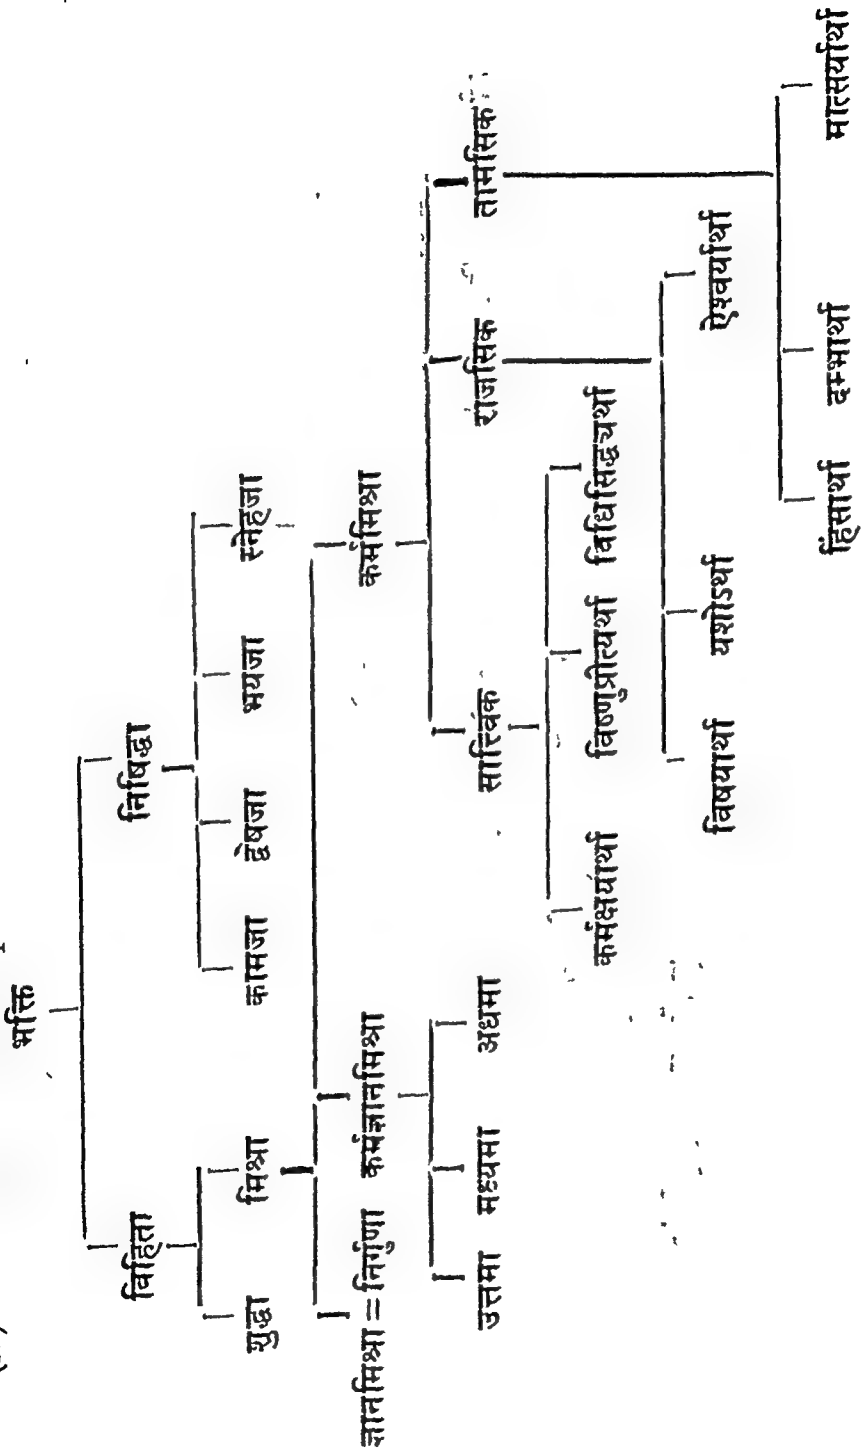 भक्ति
विहिता निषिद्धा
शुद्धा मिश्रा कामजा द्वेषजा भयजा स्नेहजा
ज्ञानमिश्रा = निर्गुणा कर्मज्ञानमिश्रा कर्ममिश्रा
उत्तमा मध्यमा अधमा सात्त्विक राजसिक तामसिक
कर्मक्षयार्था विष्णुप्रीत्यर्था विधिसिद्ध्यर्था
विषयार्था यशोऽर्था ऐश्वर्यार्था
हिंसार्था दम्भार्था मात्सर्यार्था